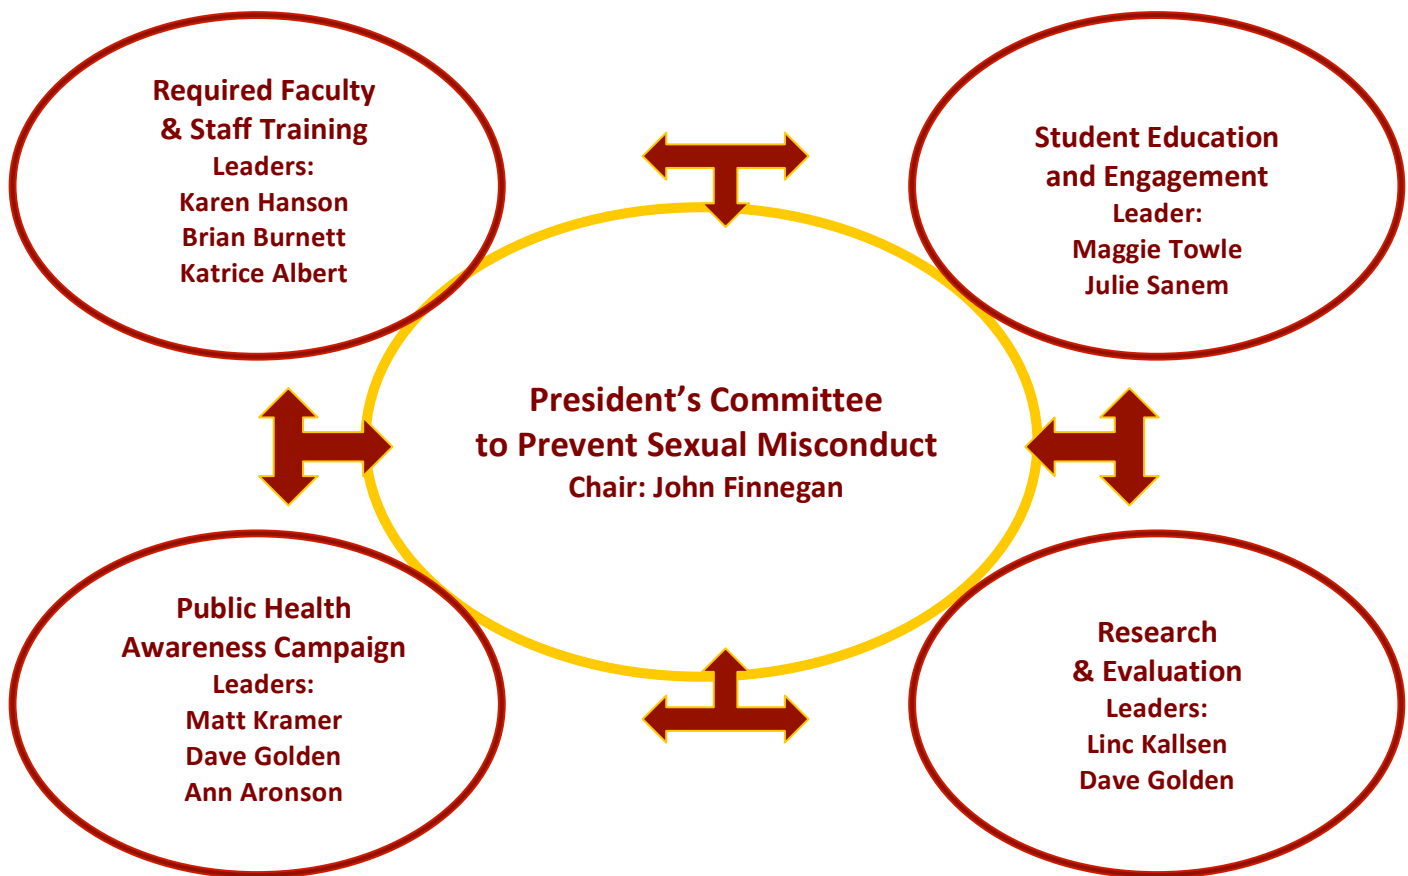 Required Faculty
& Staff Training
Leaders:
Karen Hanson
Brian Burnett
Katrice Albert
Student Education
and Engagement
Leader:
Maggie Towle
Julie Sanem
President’s Committee
to Prevent Sexual Misconduct
Chair: John Finnegan
Public Health
Awareness Campaign
Leaders:
Matt Kramer
Dave Golden
Ann Aronson
Research
& Evaluation
Leaders:
Linc Kallsen
Dave Golden